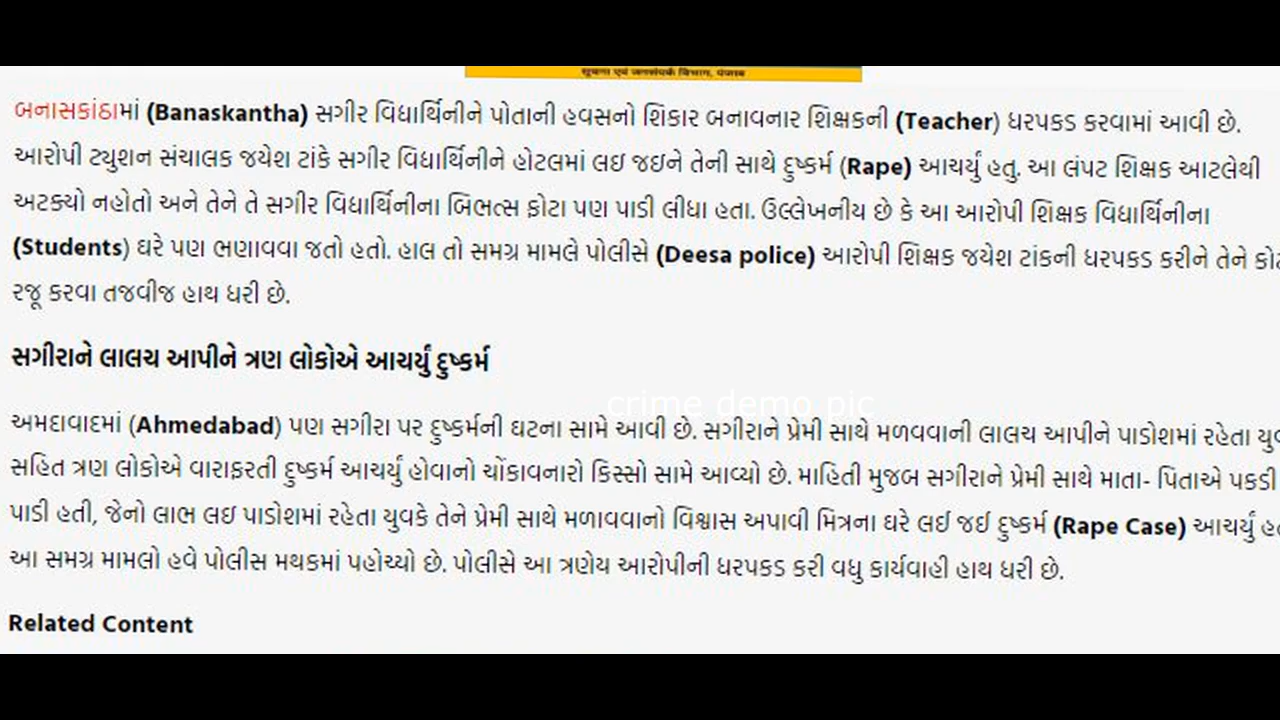 सूचना एवं जनसंपर्क विभाग, पंजाब
બનાસકાંઠામાં (Banaskantha) સગીર વિદ્યાર્થિનીને પોતાની હવસનો શિકાર બનાવનાર શિક્ષકની (Teacher) ધરપકડ કરવામાં આવી છે.
આરોપી ટ્યુશન સંચાલક જયેશ ટાંકે સગીર વિદ્યાર્થિનીને હોટલમાં લઇ જઇને તેની સાથે દુષ્કર્મ (Rape) આચર્યું હતુ. આ લંપટ શિક્ષક આટલેથી
અટક્યો નહોતો અને તેને તે સગીર વિદ્યાર્થિનીના બિભત્સ ફોટા પણ પાડી લીધા હતા. ઉલ્લેખનીય છે કે આ આરોપી શિક્ષક વિદ્યાર્થિનીના
(Students) ઘરે પણ ભણાવવા જતો હતો. હાલ તો સમગ્ર મામલે પોલીસે (Deesa police) આરોપી શિક્ષક જયેશ ટાંકની ધરપકડ કરીને તેને
રજૂ કરવા તજવીજ હાથ ધરી છે.
સગીરાને લાલચ આપીને ત્રણ લોકોએ આચર્યું દુષ્કર્મ
crime demo pic
અમદાવાદમાં (Ahmedabad) પણ સગીરા પર દુષ્કર્મની ઘટના સામે આવી છે. સગીરાને પ્રેમી સાથે મળવવાની લાલચ આપીને પાડોશમાં રહેતા
સહિત ત્રણ લોકોએ વારાફરતી દુષ્કર્મ આચર્યું હોવાનો ચોંકાવનારો કિસ્સો સામે આવ્યો છે. માહિતી મુજબ સગીરાને પ્રેમી સાથે માતા- પિતાએ પકડી
પાડી હતી, જેનો લાભ લઇ પાડોશમાં રહેતા યુવકે તેને પ્રેમી સાથે મળાવવાનો વિશ્વાસ અપાવી મિત્રના ઘરે લઈ જઈ દુષ્કર્મ (Rape Case) આચર્યું
આ સમગ્ર મામલો હવે પોલીસ મથકમાં પહોચ્યો છે. પોલીસે આ ત્રણેય આરોપીની ધરપકડ કરી વધુ કાર્યવાહી હાથ ધરી છે.
Related Content